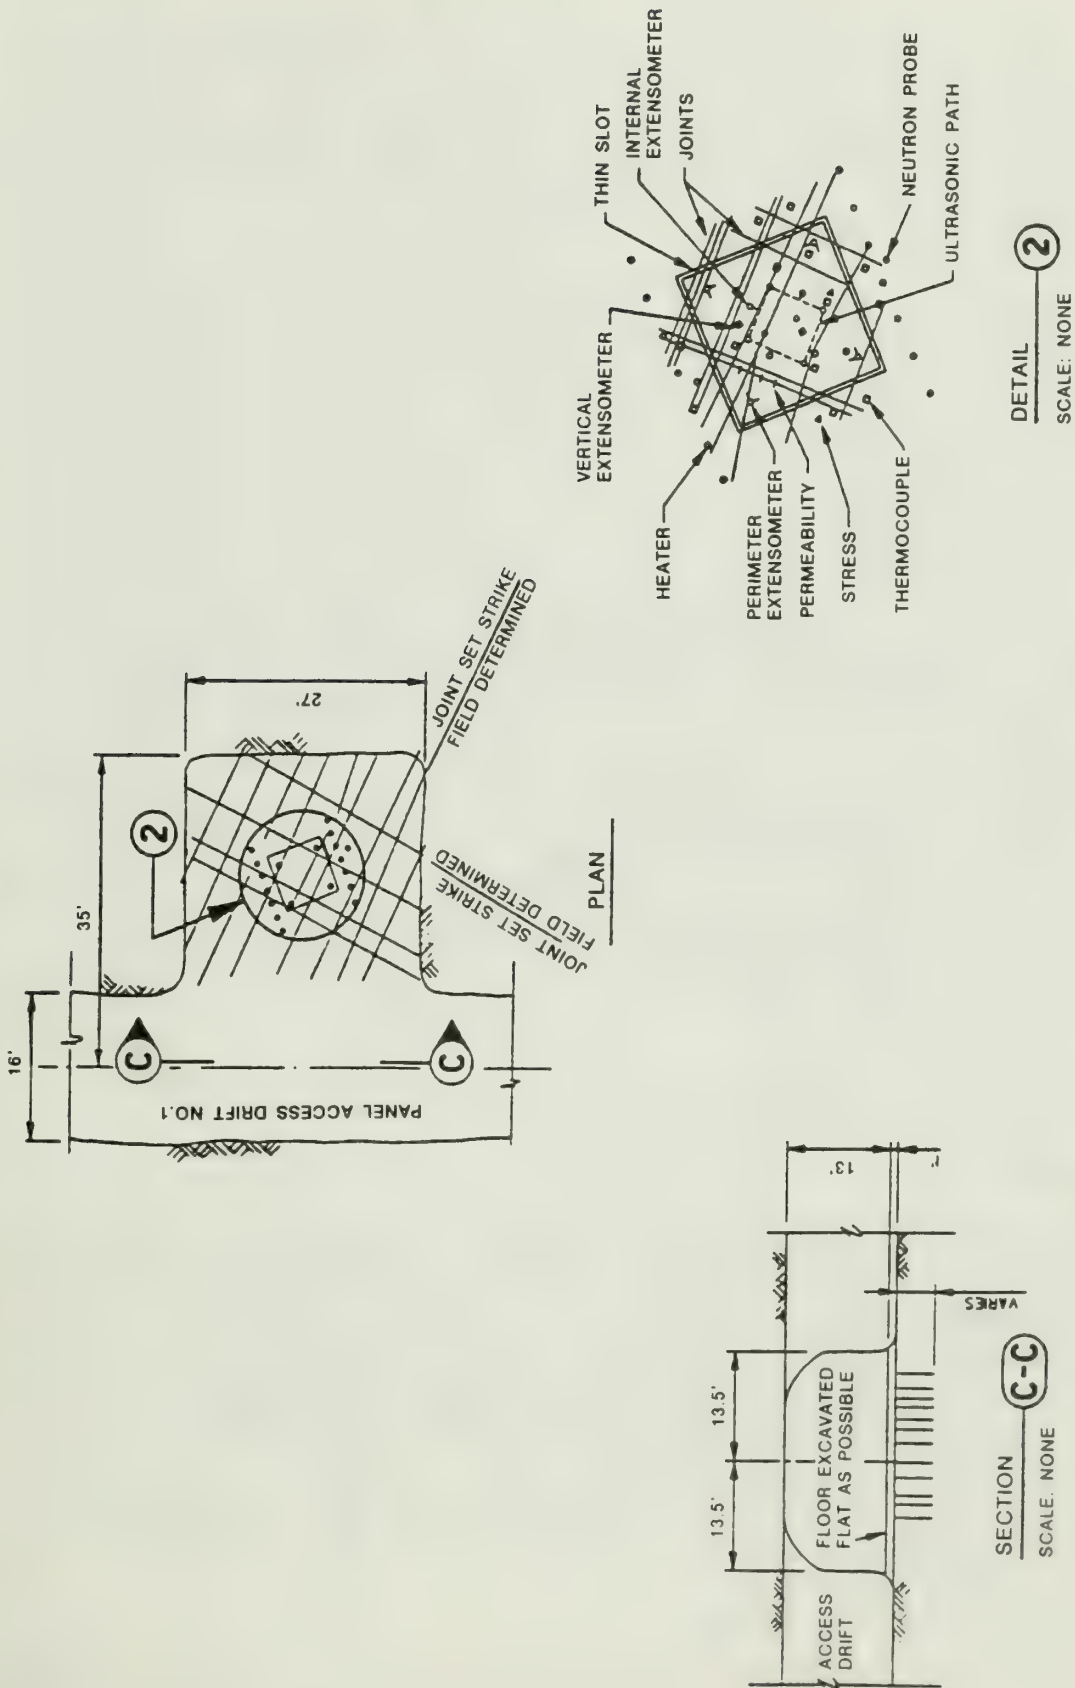 16'
35'
27'
2
C
C
PANEL ACCESS DRIFT NO.1
JOINT SET STRIKE
FIELD DETERMINED
JOINT SET STRIKE
FIELD DETERMINED
PLAN
THIN SLOT
INTERNAL
EXTENSOMETER
JOINTS
VERTICAL
EXTENSOMETER
HEATER
PERIMETER
EXTENSOMETER
PERMEABILITY
STRESS
THERMOCOUPLE
NEUTRON PROBE
ULTRASONIC PATH
DETAIL 2
SCALE: NONE
13.5'
13.5'
13'
1'
VARIES
FLOOR EXCAVATED
FLAT AS POSSIBLE
ACCESS
DRIFT
SECTION C-C
SCALE: NONE